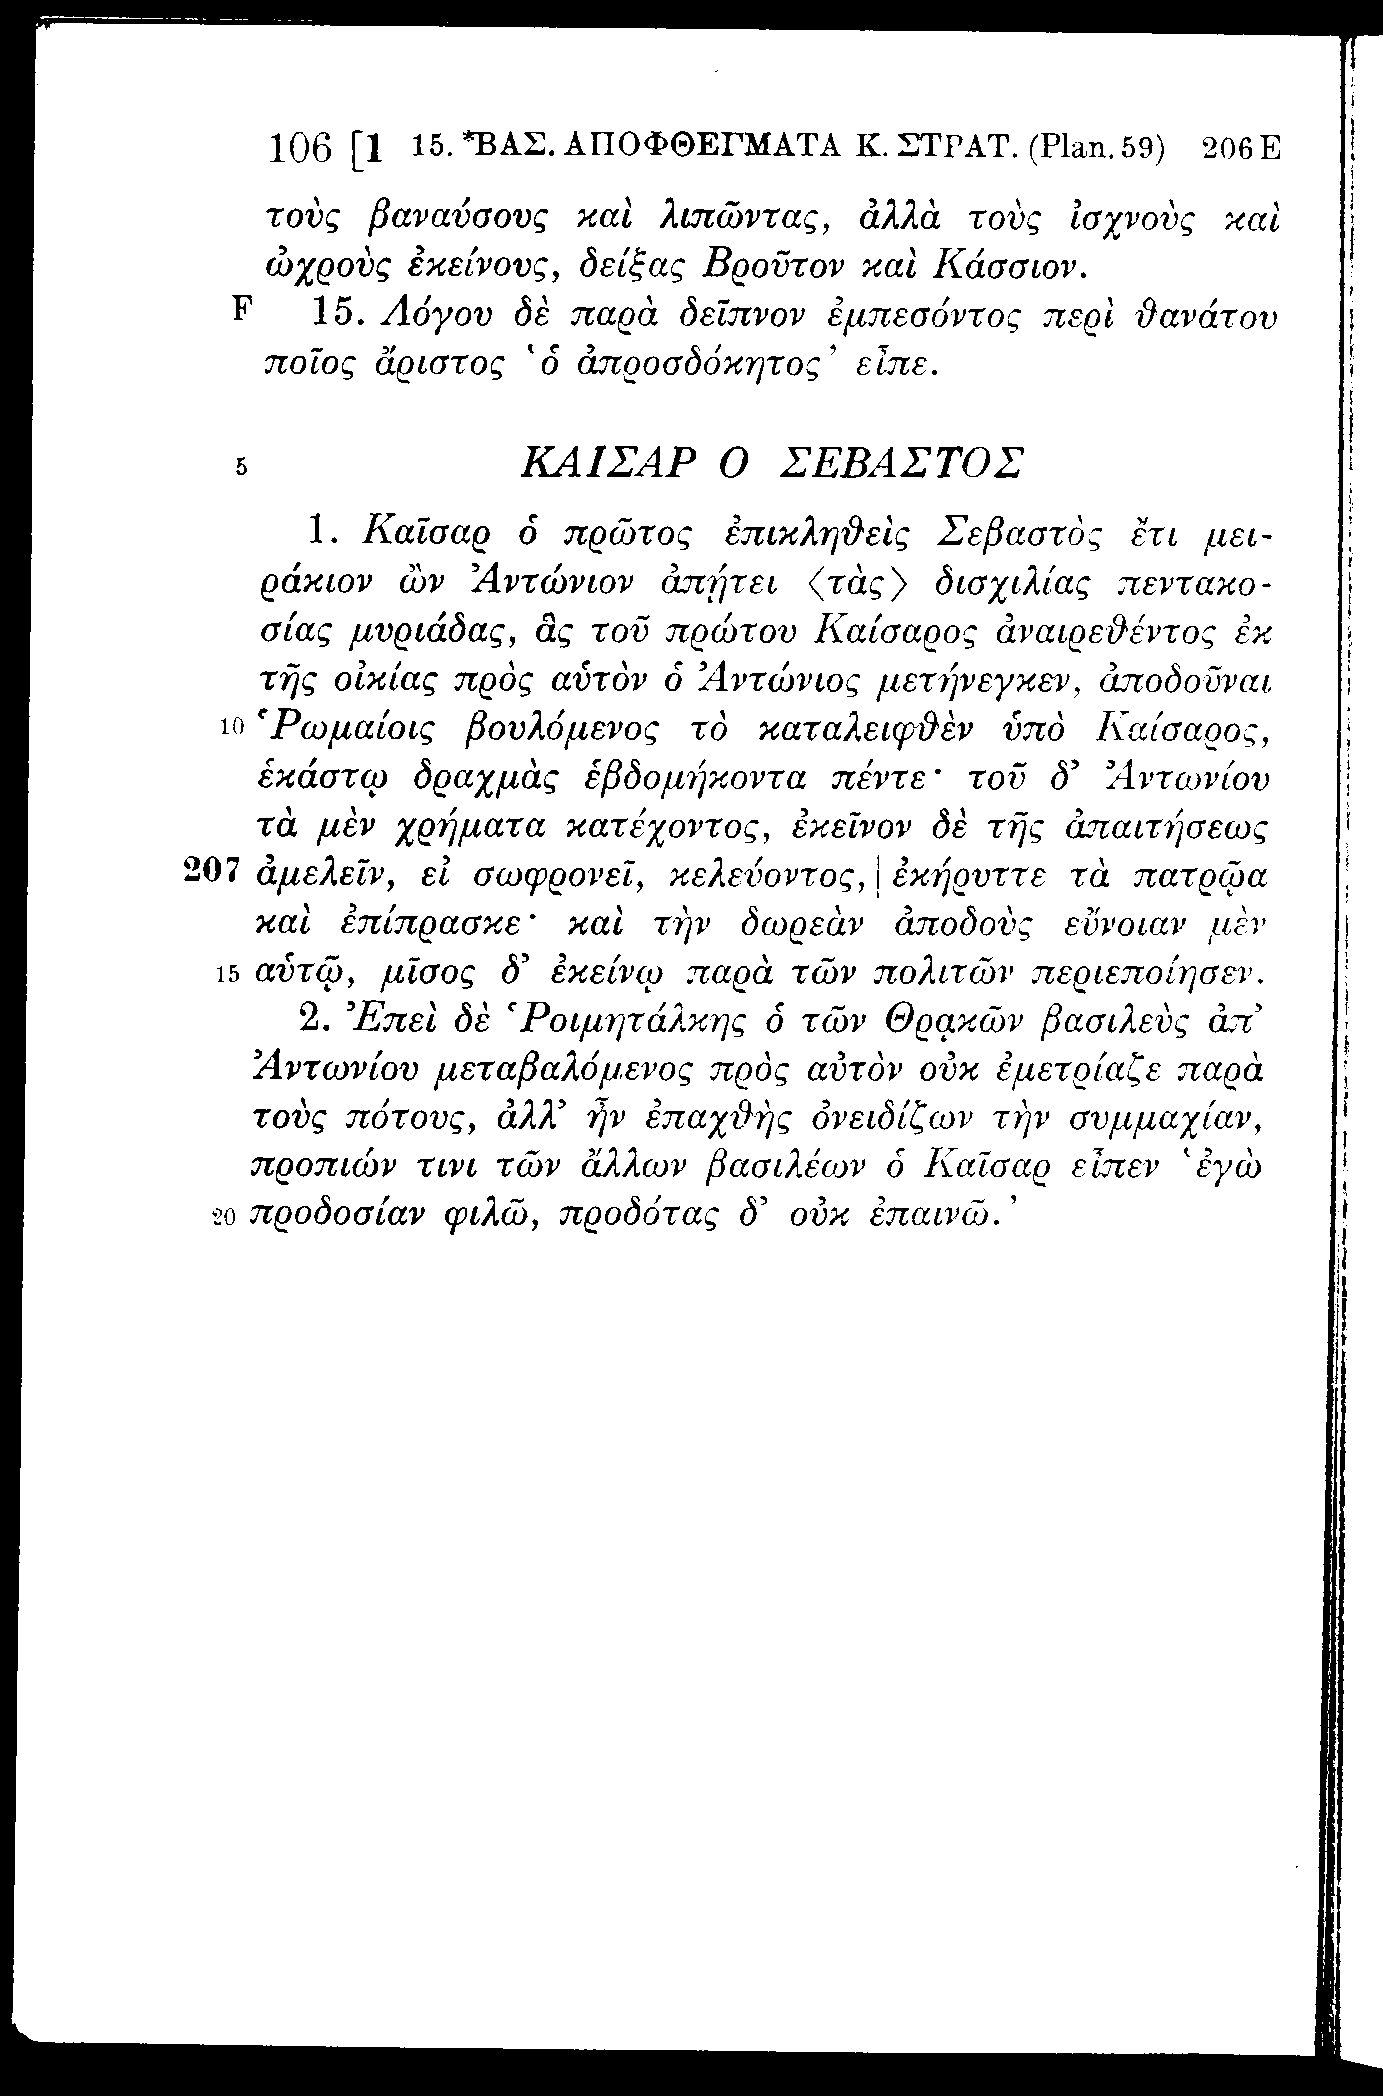 106 [1 15. *ΒΑΣ. ΑΠΟΦΘΕΓΜΑΤΑ Κ. ΣΤΡΑΤ. (Plan. 59) 206 E
τοὺς βαναύσους καὶ λιπῶντας, ἀλλὰ τοὺς ἰσχνοὺς καὶ
ὠχροὺς ἐκείνους, δείξας Βροῦτον καὶ Κάσσιον.
F 15. Λόγου δὲ παρὰ δεῖπνον ἐμπεσόντος περὶ θανάτου
ποῖος ἄριστος ‘ὁ ἀπροσδόκητος’ εἶπε.
5 ΚΑΙΣΑΡ Ο ΣΕΒΑΣΤΟΣ
1. Καῖσαρ ὁ πρῶτος ἐπικληθεὶς Σεβαστὸς ἔτι μει-
ράκιον ὢν Ἀντώνιον ἀπῄτει ⟨τὰς⟩ δισχιλίας πεντακο-
σίας μυριάδας, ἃς τοῦ πρώτου Καίσαρος ἀναιρεθέντος ἐκ
τῆς οἰκίας πρὸς αὑτὸν ὁ Ἀντώνιος μετήνεγκεν, ἀποδοῦναι
10 Ῥωμαίοις βουλόμενος τὸ καταλειφθὲν ὑπὸ Καίσαρος,
ἑκάστῳ δραχμὰς ἑβδομήκοντα πέντε· τοῦ δ’ Ἀντωνίου
τὰ μὲν χρήματα κατέχοντος, ἐκεῖνον δὲ τῆς ἀπαιτήσεως
207 ἀμελεῖν, εἰ σωφρονεῖ, κελεύοντος, | ἐκήρυττε τὰ πατρῷα
καὶ ἐπίπρασκε· καὶ τὴν δωρεὰν ἀποδοὺς εὔνοιαν μὲν
15 αὑτῷ, μῖσος δ’ ἐκείνῳ παρὰ τῶν πολιτῶν περιεποίησεν.
2. Ἐπεὶ δὲ Ῥοιμητάλκης ὁ τῶν Θρᾳκῶν βασιλεὺς ἀπ’
Ἀντωνίου μεταβαλόμενος πρὸς αὐτὸν οὐκ ἐμετρίαζε παρὰ
τοὺς πότους, ἀλλ’ ἦν ἐπαχθὴς ὀνειδίζων τὴν συμμαχίαν,
προπιών τινι τῶν ἄλλων βασιλέων ὁ Καῖσαρ εἶπεν ‘ἐγὼ
20 προδοσίαν φιλῶ, προδότας δ’ οὐκ ἐπαινῶ.’